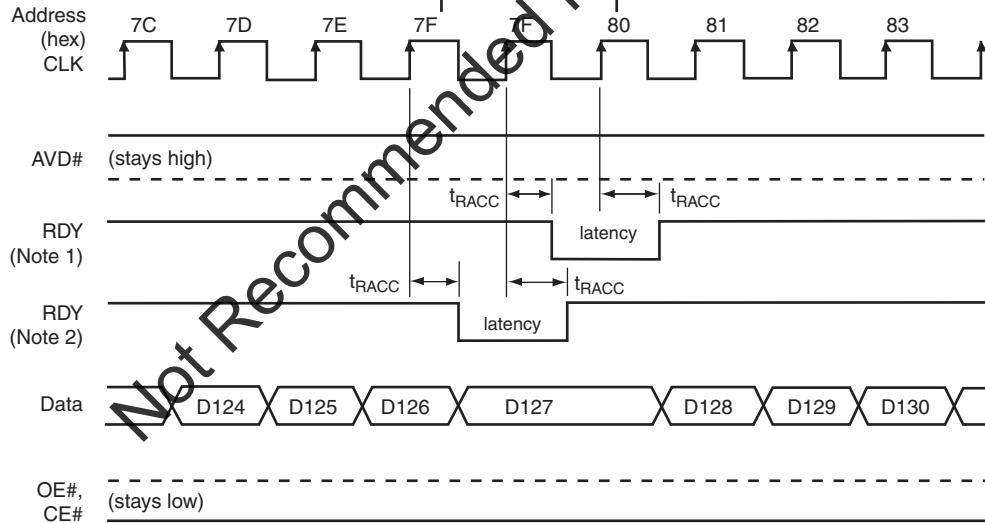 Address
(hex)
CLK
7C 7D 7E 7F 7F 80 81 82 83
AVD# (stays high)
tRACC tRACC
RDY
(Note 1)
latency
tRACC tRACC
RDY
(Note 2)
latency
Data D124 D125 D126 D127 D128 D129 D130
OE#,
CE#
(stays low)
Not Recommended